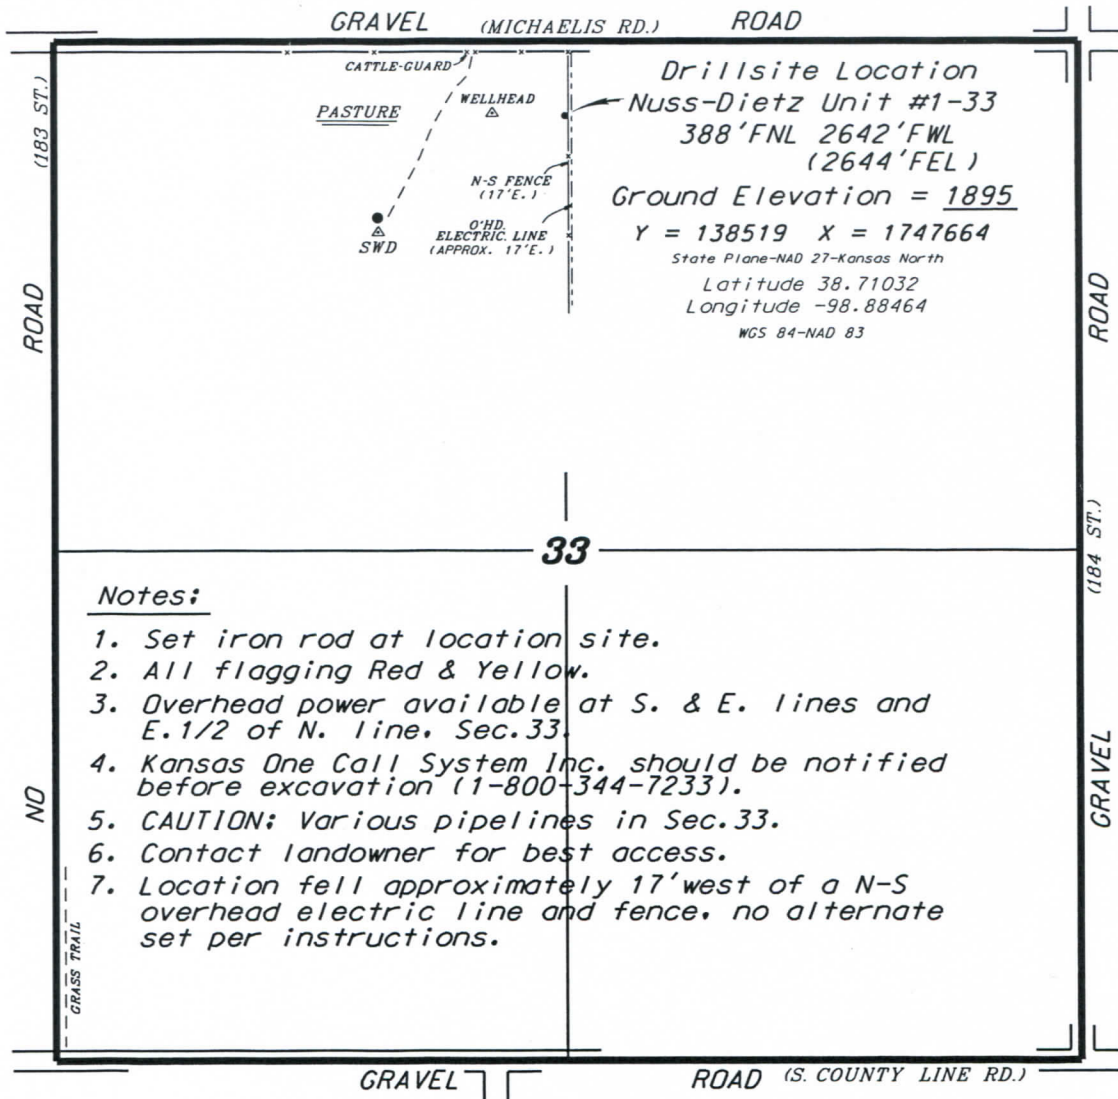 GRAVEL (MICHAELIS RD.) ROAD
(183 ST.)
ROAD
NO
GRASS TRAIL
CATTLE-GUARD
PASTURE
WELLHEAD
N-S FENCE
(17'E.)
O'HD.
ELECTRIC. LINE
(APPROX. 17'E.)
SWD
Drillsite Location
Nuss-Dietz Unit #1-33
388'FNL 2642'FWL
(2644'FEL)
Ground Elevation = 1895
Y = 138519 X = 1747664
State Plane-NAD 27-Kansas North
Latitude 38.71032
Longitude -98.88464
WGS 84-NAD 83
ROAD
(184 ST.)
GRAVEL
33
Notes:
1. Set iron rod at location site.
2. All flagging Red & Yellow.
3. Overhead power available at S. & E. lines and
E.1/2 of N. line, Sec.33.
4. Kansas One Call System Inc. should be notified
before excavation (1-800-344-7233).
5. CAUTION: Various pipelines in Sec.33.
6. Contact landowner for best access.
7. Location fell approximately 17'west of a N-S
overhead electric line and fence, no alternate
set per instructions.
GRAVEL ROAD (S. COUNTY LINE RD.)